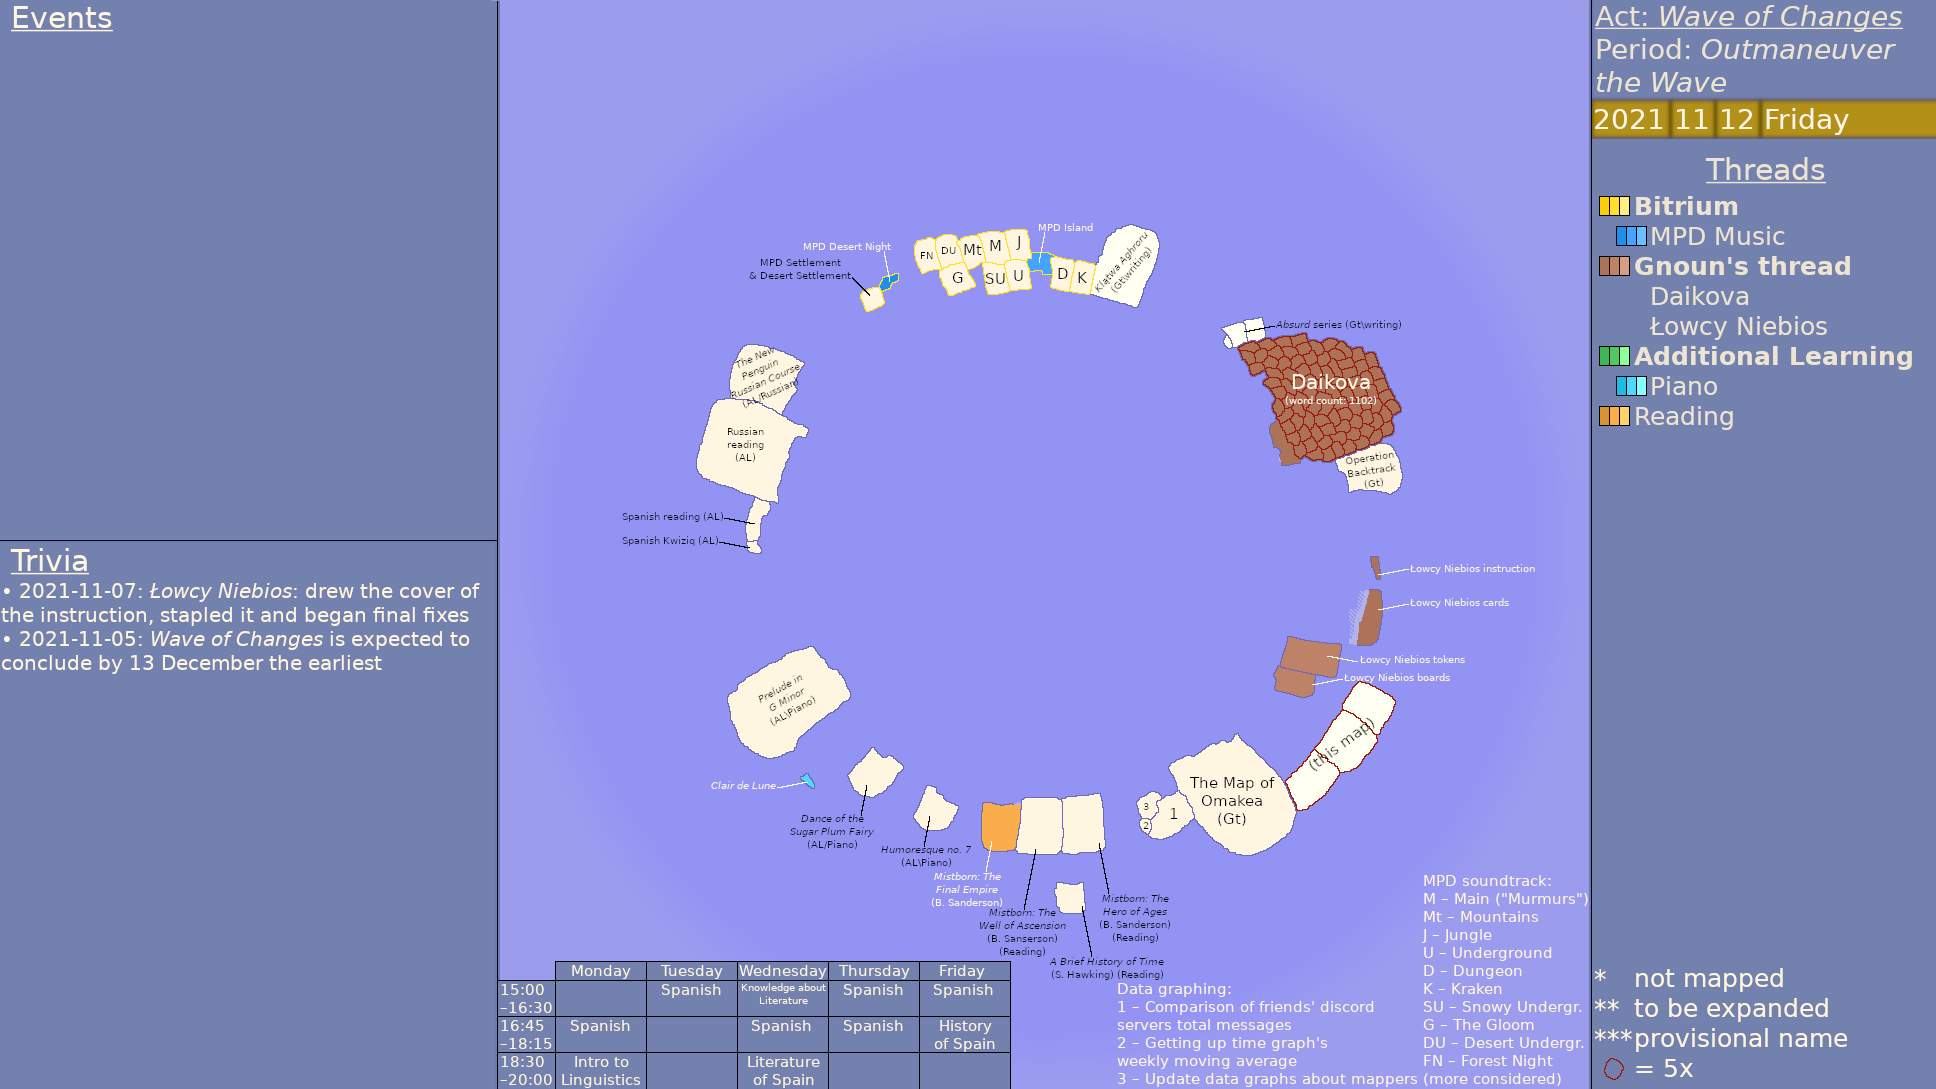 Events
Trivia
• 2021-11-07: Łowcy Niebios: drew the cover of
the instruction, stapled it and began final fixes
• 2021-11-05: Wave of Changes is expected to
conclude by 13 December the earliest
MPD Desert Night
MPD Settlement
& Desert Settlement
FN
DU
Mt
M
J
G
SU
U
MPD Island
D
K
Klątwa Aghroru
(Gt\writing)
Absurd series (Gt\writing)
Daikova
(word count: 1102)
Operation
Backtrack
(Gt)
The New
Penguin
Russian Course
(AL/Russian)
Russian
reading
(AL)
Spanish reading (AL)
Spanish Kwiziq (AL)
Łowcy Niebios instruction
Łowcy Niebios cards
Łowcy Niebios tokens
Łowcy Niebios boards
(this map)
The Map of
Omakea
(Gt)
1
2
3
Prelude in
G Minor
(AL\Piano)
Clair de Lune
Dance of the
Sugar Plum Fairy
(AL/Piano)
Humoresque no. 7
(AL\Piano)
Mistborn: The
Final Empire
(B. Sanderson)
Mistborn: The
Well of Ascension
(B. Sanserson)
(Reading)
Mistborn: The
Hero of Ages
(B. Sanderson)
(Reading)
A Brief History of Time
(S. Hawking) (Reading)
Monday Tuesday Wednesday Thursday Friday
15:00
–16:30
Spanish
Knowledge about
Literature
Spanish
Spanish
16:45
–18:15
Spanish
Spanish
Spanish
History
of Spain
18:30
–20:00
Intro to
Linguistics
Literature
of Spain
Data graphing:
1 – Comparison of friends' discord
servers total messages
2 – Getting up time graph's
weekly moving average
3 – Update data graphs about mappers (more considered)
MPD soundtrack:
M – Main ("Murmurs")
Mt – Mountains
J – Jungle
U – Underground
D – Dungeon
K – Kraken
SU – Snowy Undergr.
G – The Gloom
DU – Desert Undergr.
FN – Forest Night
Act: Wave of Changes
Period: Outmaneuver
the Wave
2021 11 12 Friday
Threads
Bitrium
MPD Music
Gnoun's thread
Daikova
Łowcy Niebios
Additional Learning
Piano
Reading
* not mapped
** to be expanded
*** provisional name
= 5x